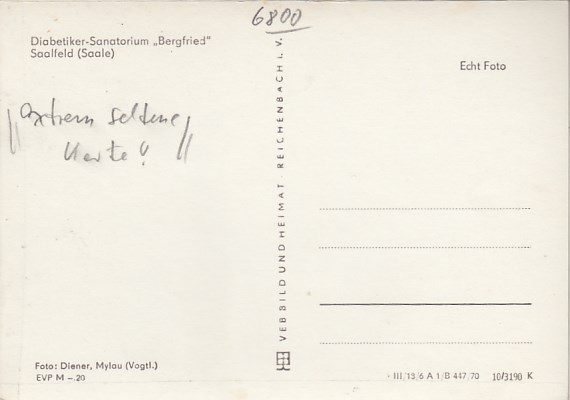 6800
Diabetiker-Sanatorium „Bergfried"
Saalfeld (Saale)
Echt Foto
extrem seltene
Karte!
VEB BILD UND HEIMAT · REICHENBACH I. V.
Foto: Diener, Mylau (Vogtl.)
EVP M –.20
III/15/6 A 1/B 447/70 10/3190 K